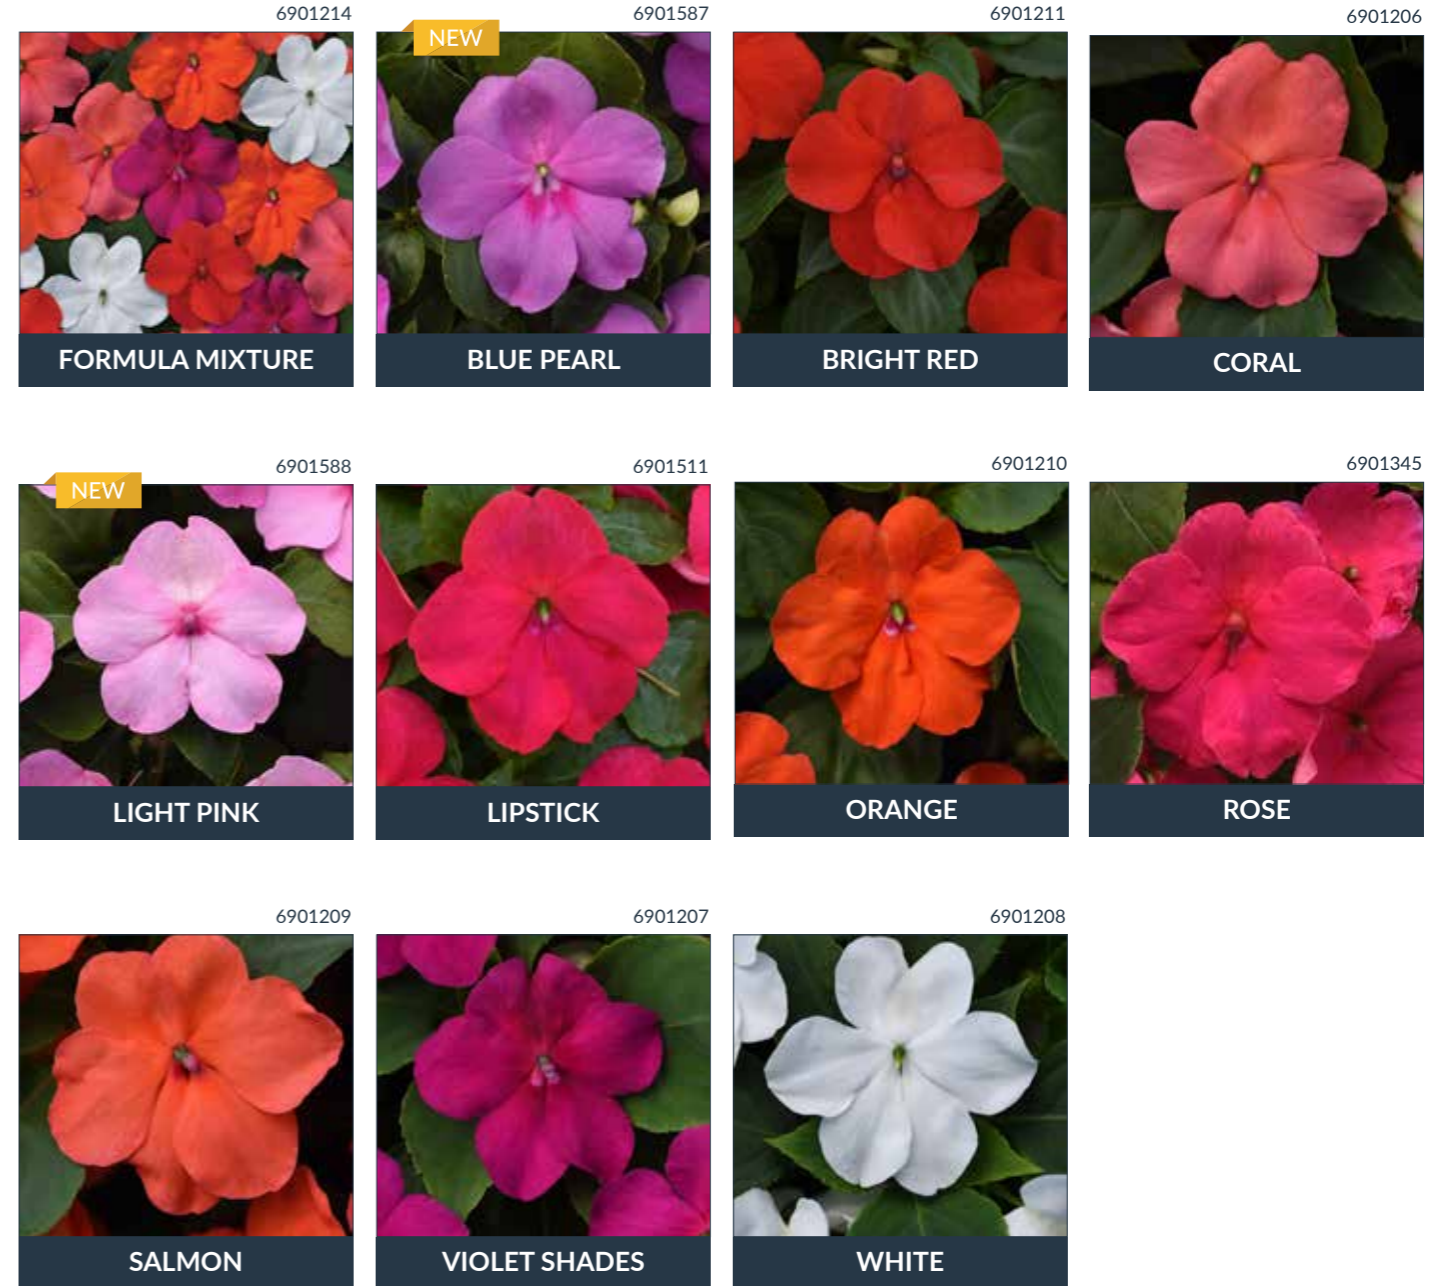 6901214
FORMULA MIXTURE
6901587
NEW
BLUE PEARL
6901211
BRIGHT RED
6901206
CORAL
6901588
NEW
LIGHT PINK
6901511
LIPSTICK
6901210
ORANGE
6901345
ROSE
6901209
SALMON
6901207
VIOLET SHADES
6901208
WHITE